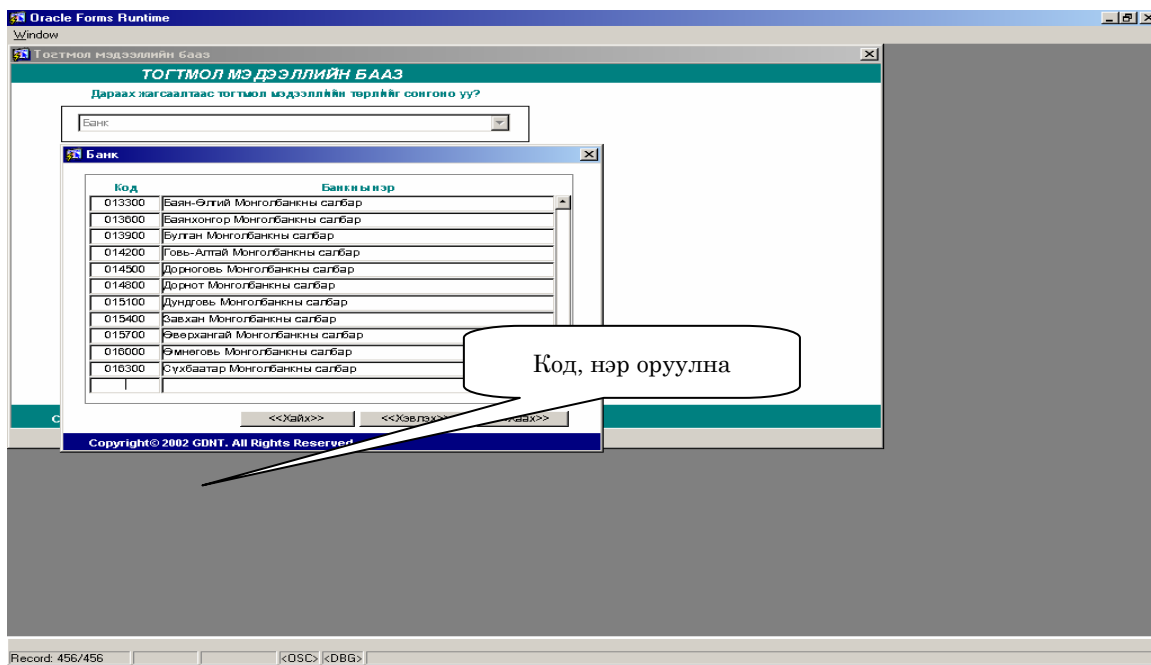 Oracle Forms Runtime
Window
Тогтмол мэдээллийн бааз
ТОГТМОЛ МЭДЭЭЛЛИЙН БААЗ
Дараах жагсаалтаас тогтмол мэдээллийн төрлийг сонгоно уу?
Банк
Банк
Код Банкны нэр
013300 Баян-Өлгий Монголбанкны салбар
013600 Баянхонгор Монголбанкны салбар
013900 Булган Монголбанкны салбар
014200 Говь-Алтай Монголбанкны салбар
014500 Дорноговь Монголбанкны салбар
014800 Дорнот Монголбанкны салбар
015100 Дундговь Монголбанкны салбар
015400 Завхан Монголбанкны салбар
015700 Өверхангай Монголбанкны салбар
016000 Өмнеговь Монголбанкны салбар
016300 Сүхбаатар Монголбанкны салбар
Код, нэр оруулна
<<Хайх>> <<Хэвлэх>>
Copyright© 2002 GDNT. All Rights Reserved
Record: 456/456 <OSC> <DBG>